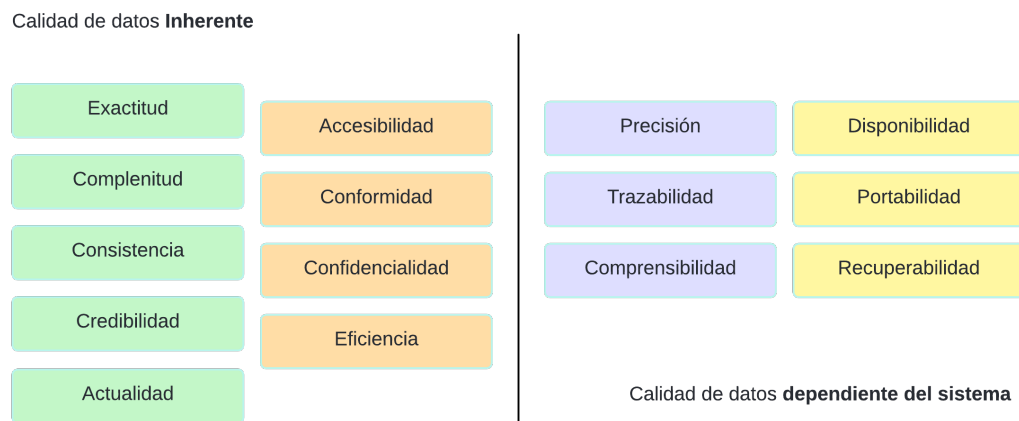 Calidad de datos Inherente
Exactitud
Complenitud
Consistencia
Credibilidad
Actualidad
Accesibilidad
Conformidad
Confidencialidad
Eficiencia
Precisión
Trazabilidad
Comprensibilidad
Disponibilidad
Portabilidad
Recuperabilidad
Calidad de datos dependiente del sistema